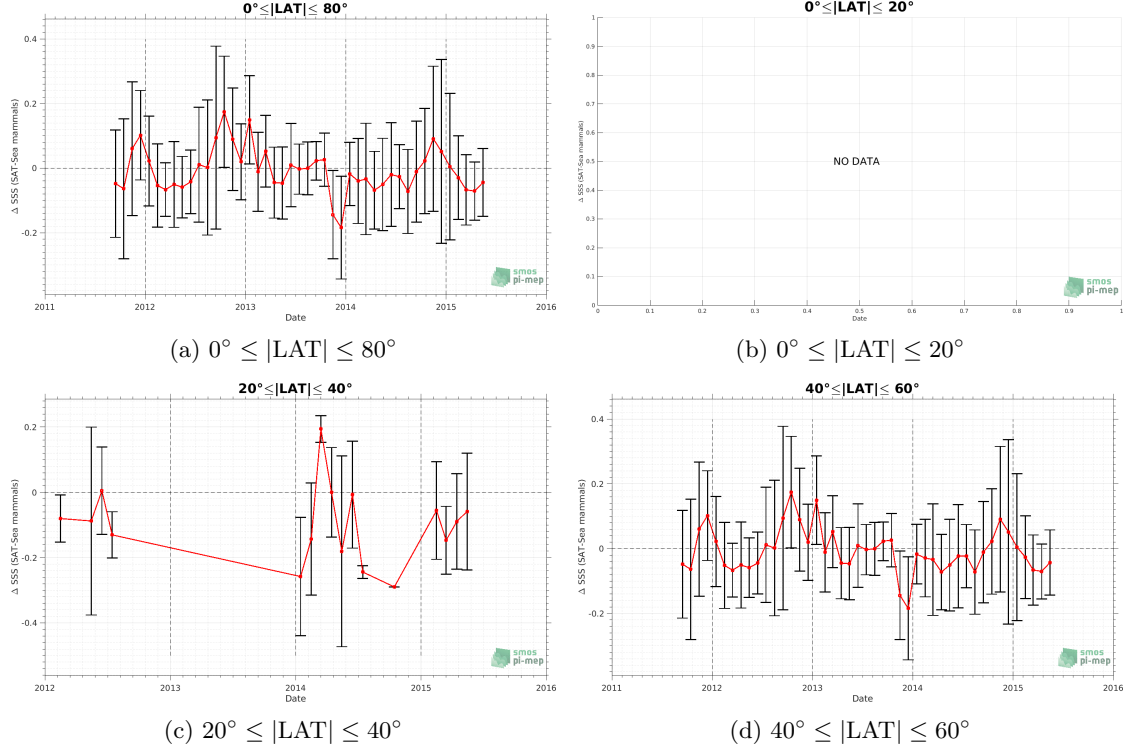 0°≤|LAT|≤ 80°
Δ SSS (SAT-Sea mammals)
0.4
0.2
0
-0.2
2011
2012
2013
2014
2015
2016
Date
smos
pi-mep
(a) 0° ≤ |LAT| ≤ 80°
0°≤|LAT|≤ 20°
Δ SSS (SAT-Sea mammals)
1
0.9
0.8
0.7
0.6
0.5
0.4
0.3
0.2
0.1
0
NO DATA
0
0.1
0.2
0.3
0.4
0.5
0.6
0.7
0.8
0.9
1
Date
smos
pi-mep
(b) 0° ≤ |LAT| ≤ 20°
20°≤|LAT|≤ 40°
Δ SSS (SAT-Sea mammals)
0.2
0
-0.2
-0.4
2012
2013
2014
2015
2016
Date
smos
pi-mep
(c) 20° ≤ |LAT| ≤ 40°
40°≤|LAT|≤ 60°
Δ SSS (SAT-Sea mammals)
0.4
0.2
0
-0.2
2011
2012
2013
2014
2015
2016
Date
smos
pi-mep
(d) 40° ≤ |LAT| ≤ 60°